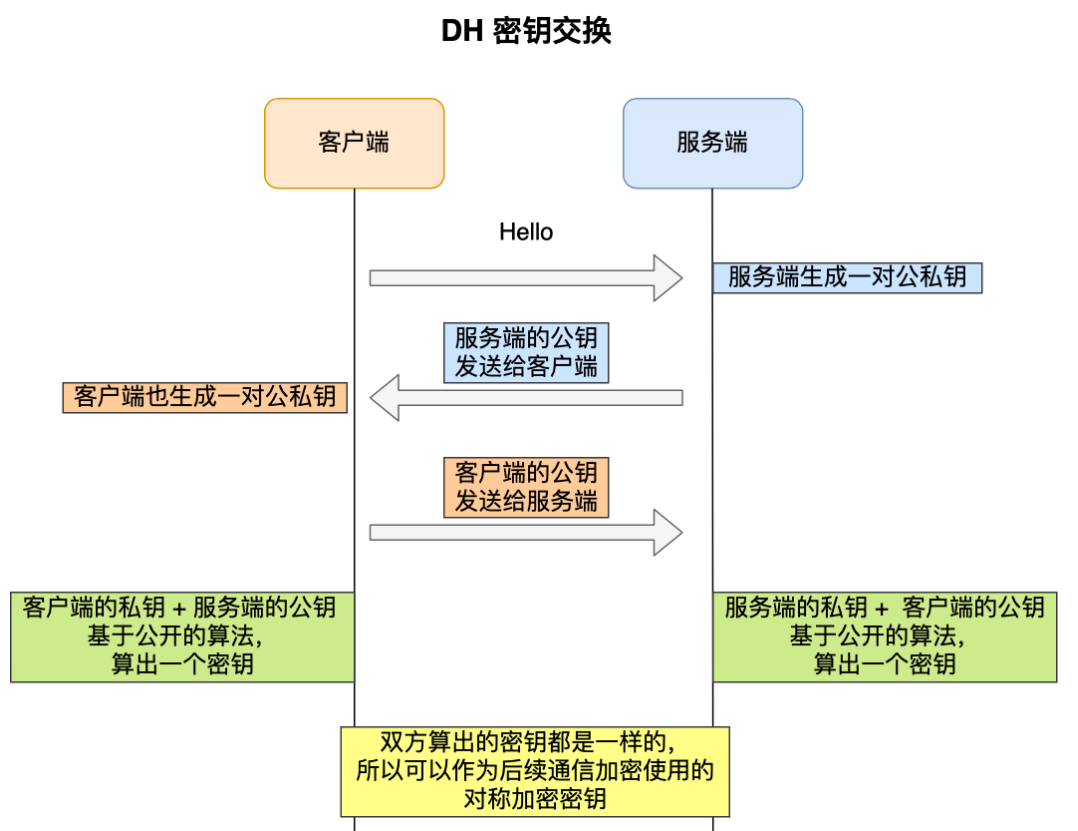 DH 密钥交换
客户端
服务端
Hello
服务端生成一对公私钥
服务端的公钥
发送给客户端
客户端也生成一对公私钥
客户端的公钥
发送给服务端
客户端的私钥 + 服务端的公钥
基于公开的算法，
算出一个密钥
服务端的私钥 + 客户端的公钥
基于公开的算法，
算出一个密钥
双方算出的密钥都是一样的，
所以可以作为后续通信加密使用的
对称加密密钥